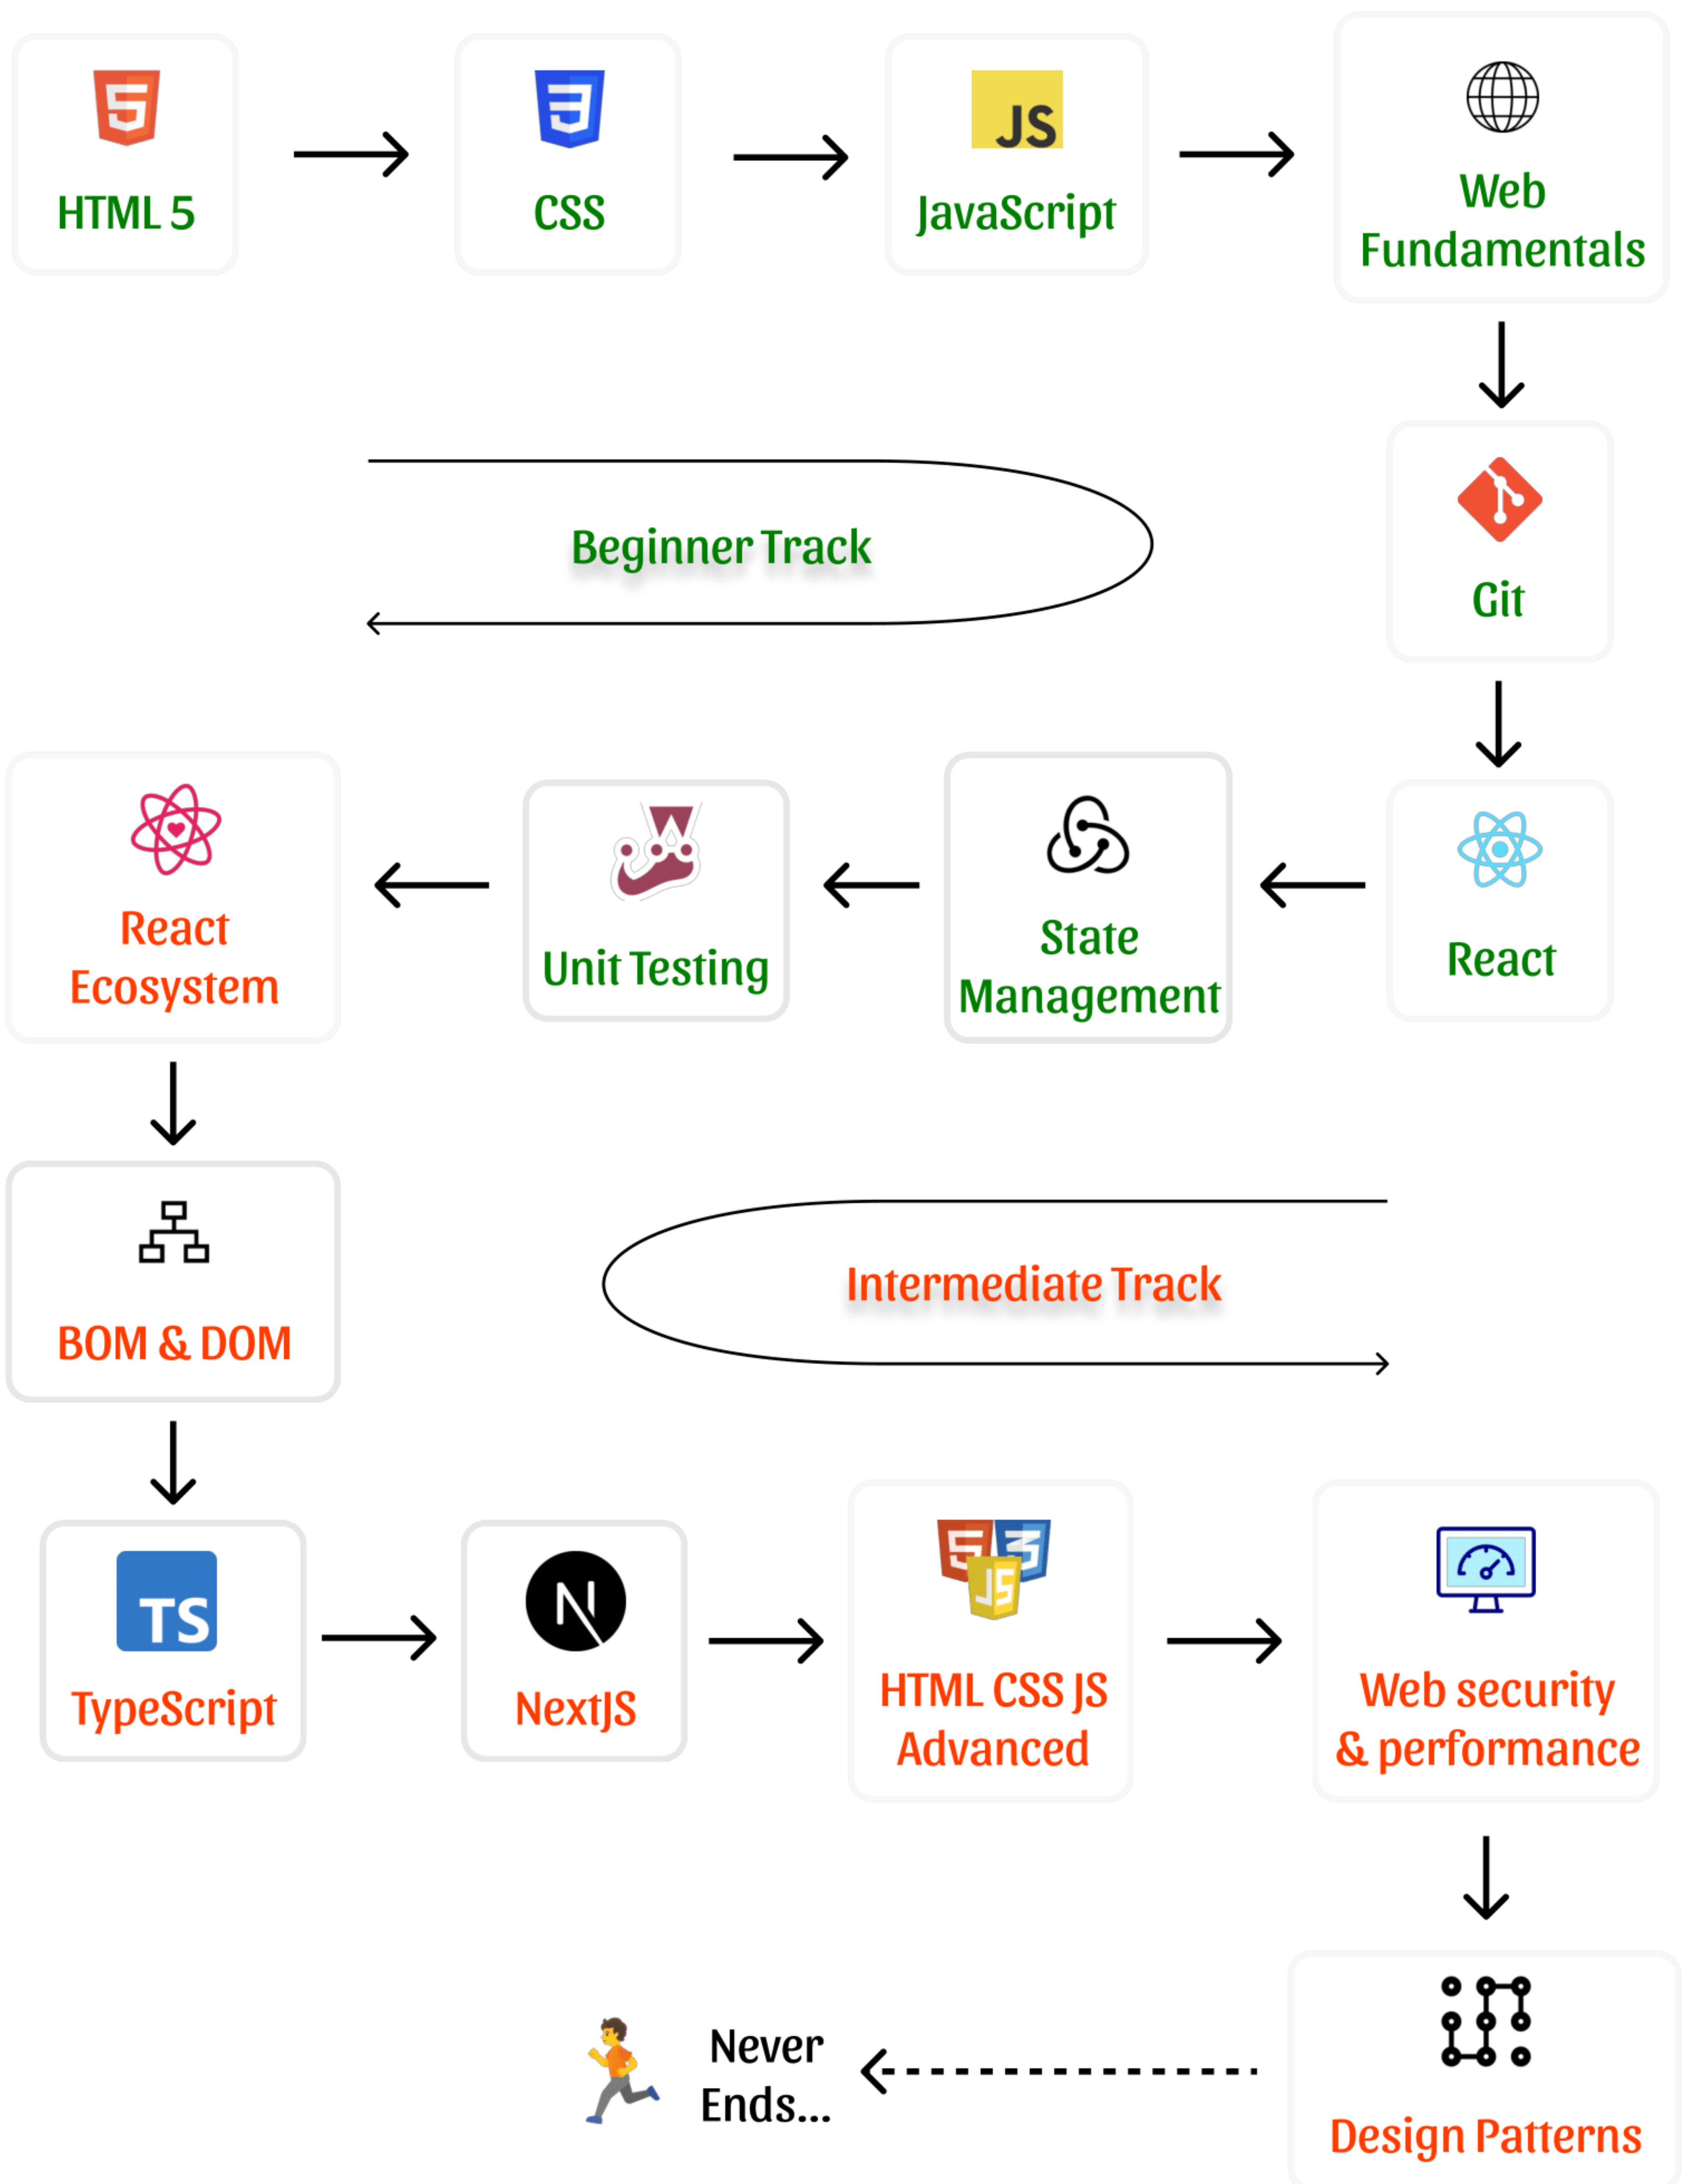 HTML 5
CSS
JS
JavaScript
Web
Fundamentals
Beginner Track
Git
React
Ecosystem
Unit Testing
State
Management
React
BOM & DOM
Intermediate Track
TS
TypeScript
N
NextJS
JS
HTML CSS JS
Advanced
Web security
& performance
Never
Ends...
Design Patterns